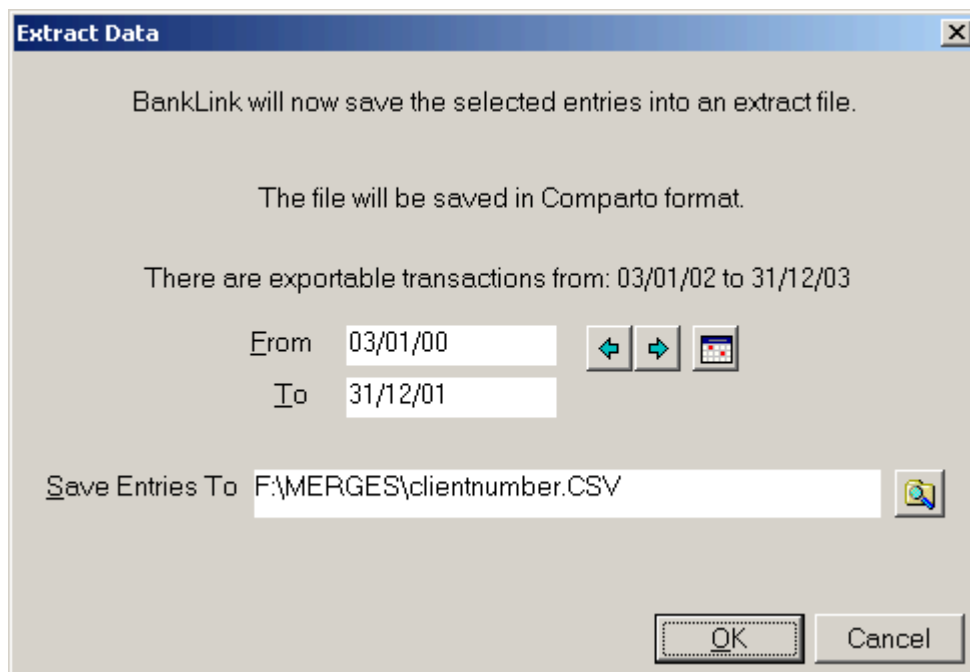 Extract Data
BankLink will now save the selected entries into an extract file.
The file will be saved in Comparto format.
There are exportable transactions from: 03/01/02 to 31/12/03
From 03/01/00
To 31/12/01
Save Entries To F:\MERGES\clientnumber.CSV
OK Cancel